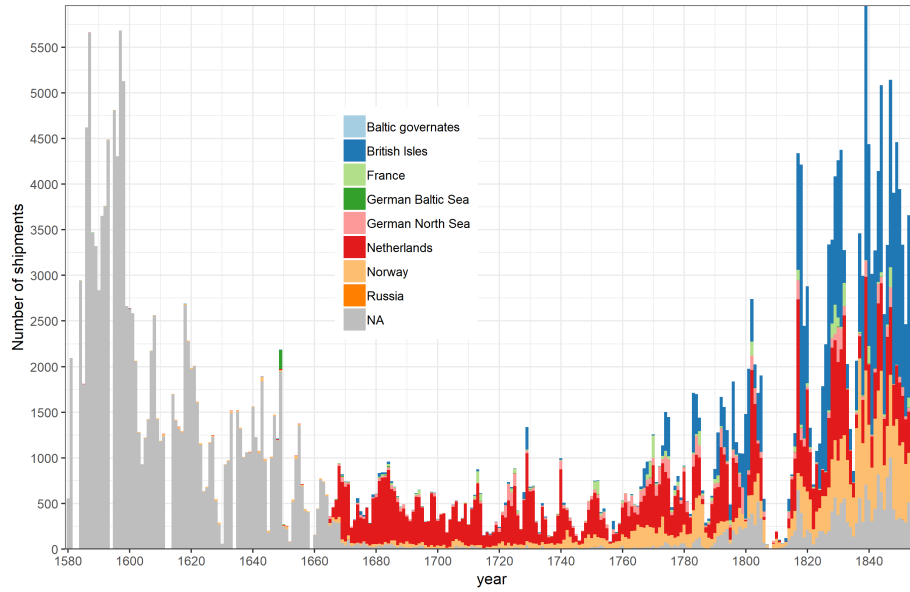 Number of shipments
5500
5000
4500
4000
3500
3000
2500
2000
1500
1000
500
0
Baltic governates
British Isles
France
German Baltic Sea
German North Sea
Netherlands
Norway
Russia
NA
1580 1600 1620 1640 1660 1680 1700 1720 1740 1760 1780 1800 1820 1840
year